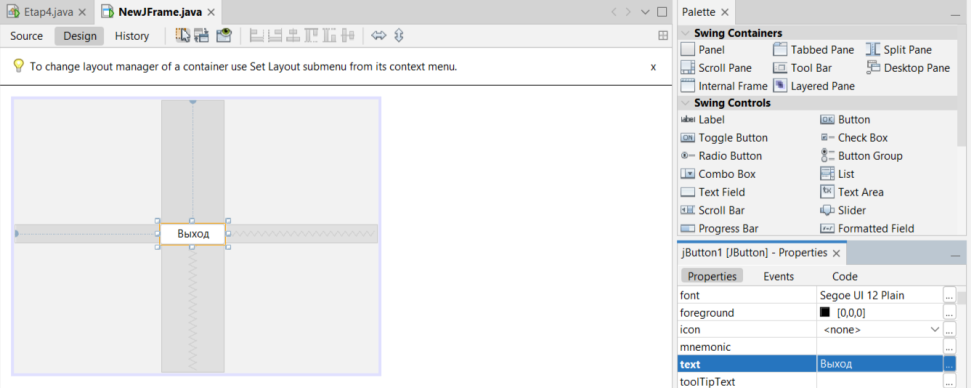 Etap4.java × NewJFrame.java ×
Source Design History
To change layout manager of a container use Set Layout submenu from its context menu. x
Выход
Palette ×
Swing Containers
Panel Tabbed Pane Split Pane
Scroll Pane Tool Bar Desktop Pane
Internal Frame Layered Pane
Swing Controls
label Label OK Button
ON Toggle Button Check Box
Radio Button Button Group
Combo Box List
Text Field Text Area
Scroll Bar Slider
Progress Bar Formatted Field
jButton1 [JButton] - Properties ×
Properties Events Code
font Segoe UI 12 Plain ...
foreground [0,0,0] ...
icon <none> ...
mnemonic ...
text Выход ...
toolTipText ...